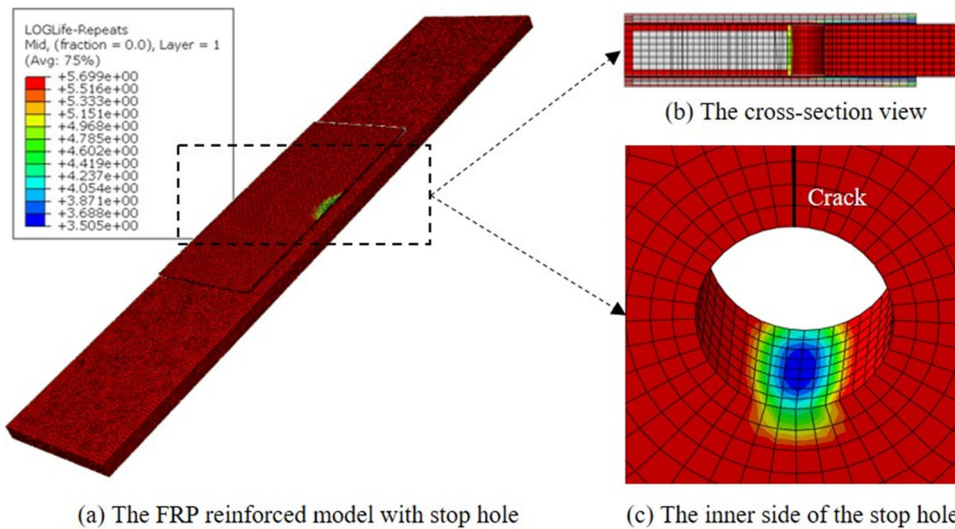 LOGLife-Repeats
Mid, (fraction = 0.0), Layer = 1
(Avg: 75%)
+5.699e+00
+5.516e+00
+5.333e+00
+5.151e+00
+4.968e+00
+4.785e+00
+4.602e+00
+4.419e+00
+4.237e+00
+4.054e+00
+3.871e+00
+3.688e+00
+3.505e+00
(b) The cross-section view
Crack
(a) The FRP reinforced model with stop hole
(c) The inner side of the stop hole